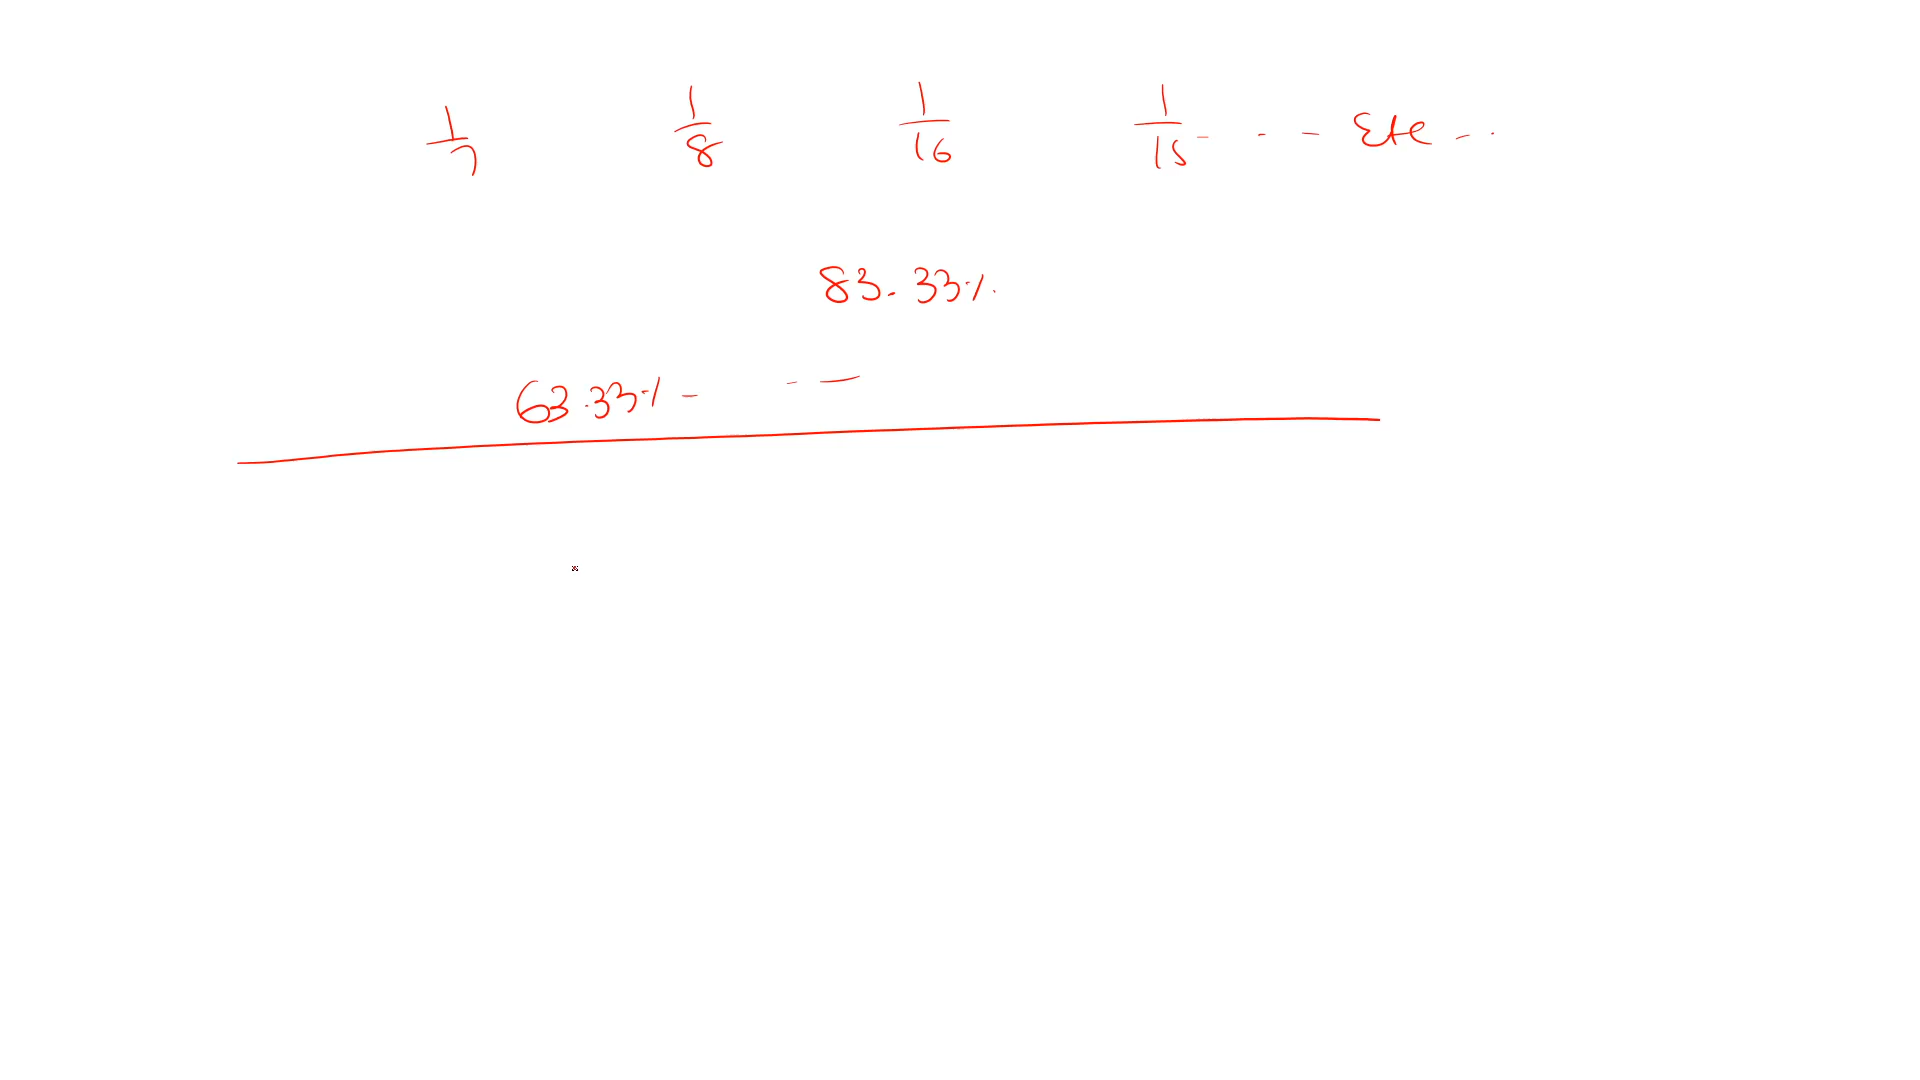 1/7 1/8 1/16 1/15 - - - Etc - -
83.33%.
63.33% - - —